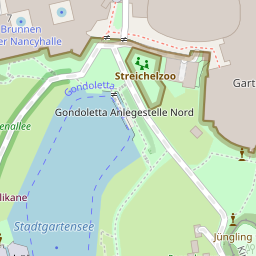 Brunnen
er Nancyhalle
Streichelzoo
Gart
Gondoletta
Gondoletta Anlegestelle Nord
enallee
likane
Stadtgartensee
Jüngling